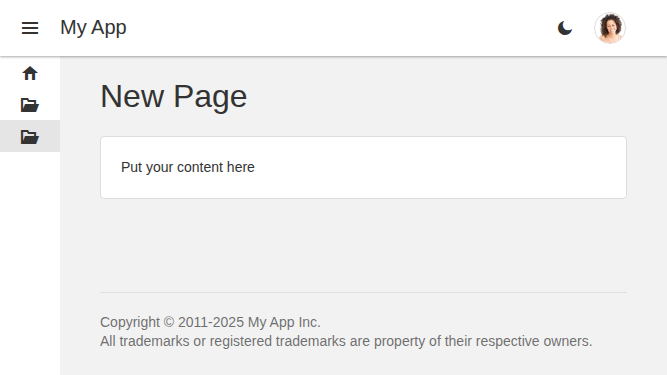 My App
New Page
Put your content here
Copyright © 2011-2025 My App Inc.
All trademarks or registered trademarks are property of their respective owners.